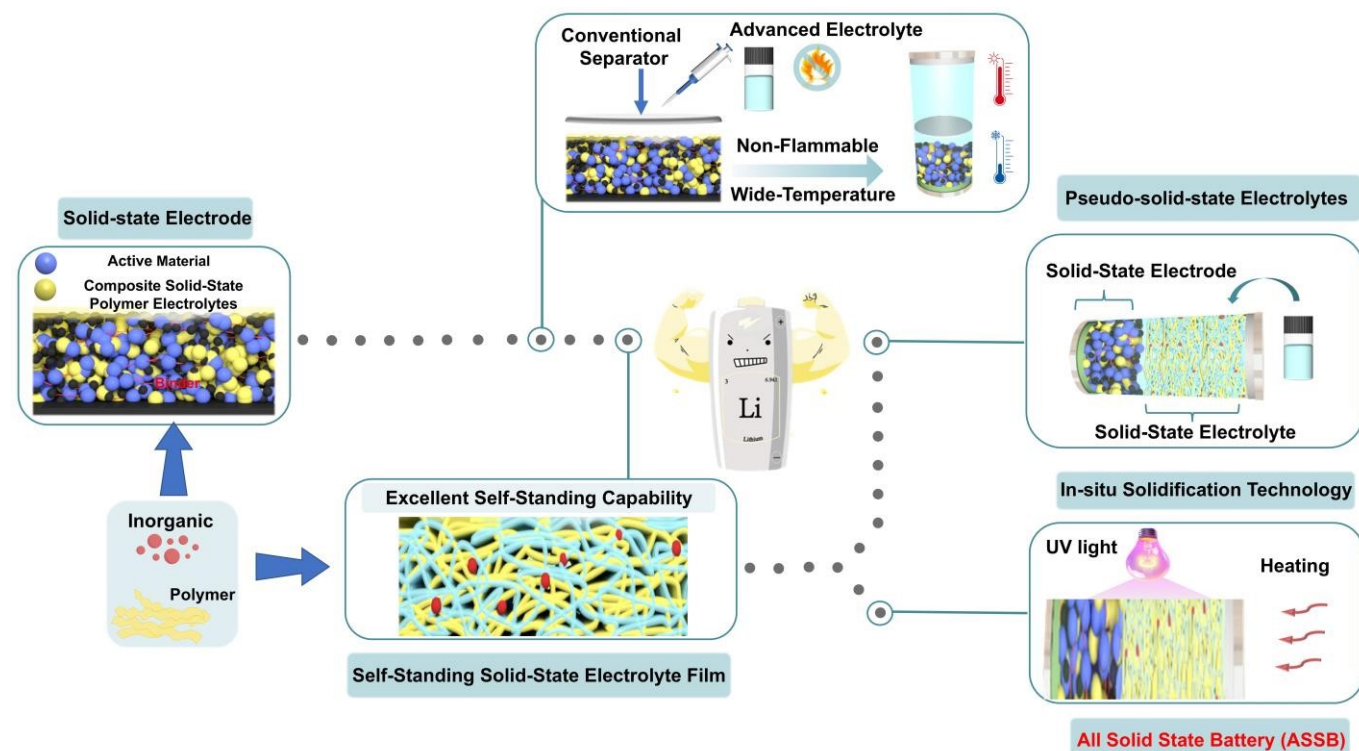 Conventional
Separator
Advanced Electrolyte
Non-Flammable
Wide-Temperature
Solid-state Electrode
Active Material
Composite Solid-State
Polymer Electrolytes
Binder
Inorganic
Polymer
Excellent Self-Standing Capability
Self-Standing Solid-State Electrolyte Film
+
3
Li
Lithium
Pseudo-solid-state Electrolytes
Solid-State Electrode
Solid-State Electrolyte
In-situ Solidification Technology
UV light
Heating
All Solid State Battery (ASSB)